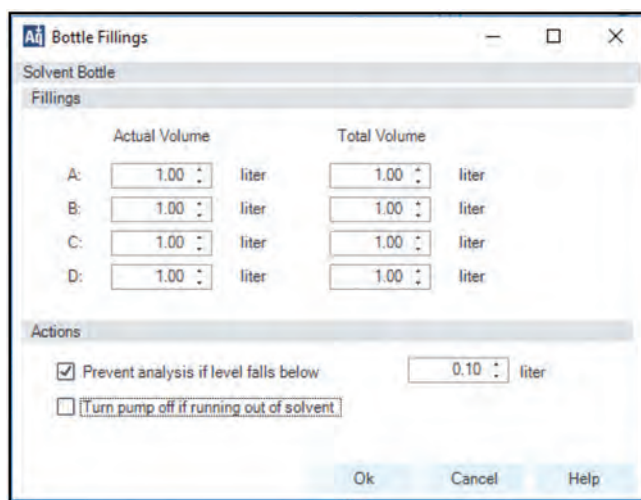 Aq Bottle Fillings
Solvent Bottle
Fillings
Actual Volume Total Volume
A: 1.00 liter 1.00 liter
B: 1.00 liter 1.00 liter
C: 1.00 liter 1.00 liter
D: 1.00 liter 1.00 liter
Actions
Prevent analysis if level falls below 0.10 liter
Turn pump off if running out of solvent
Ok Cancel Help